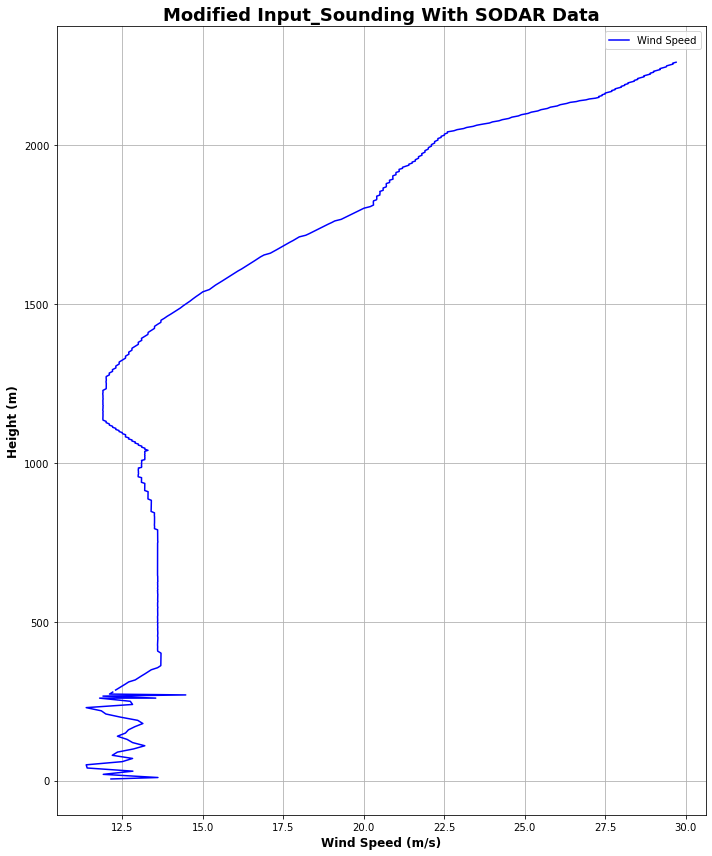 Modified Input_Sounding With SODAR Data
Wind Speed
2000
1500
1000
500
0
Height (m)
12.5 15.0 17.5 20.0 22.5 25.0 27.5 30.0
Wind Speed (m/s)